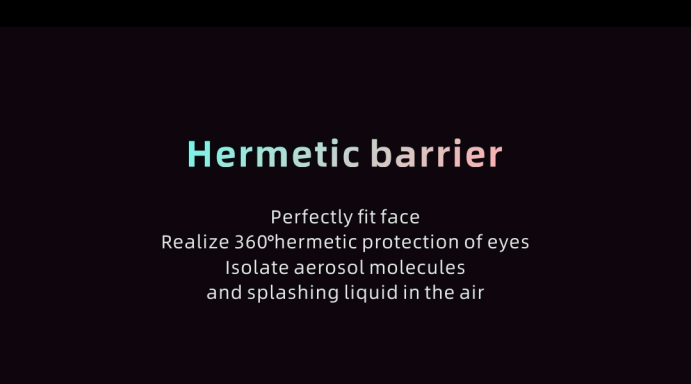 Hermetic barrier
Perfectly fit face
Realize 360°hermetic protection of eyes
Isolate aerosol molecules
and splashing liquid in the air